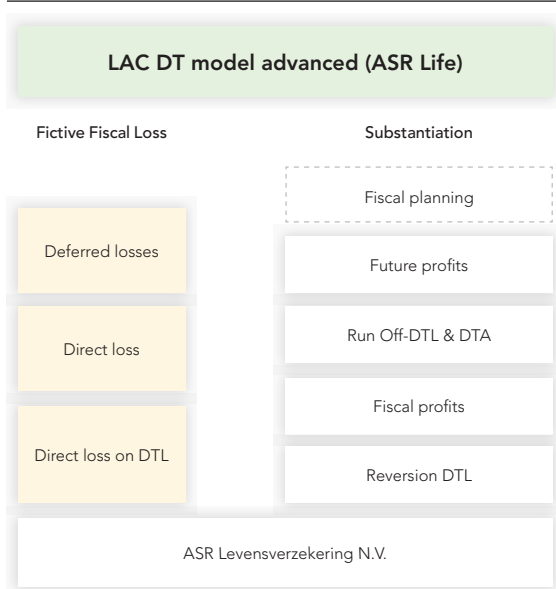 LAC DT model advanced (ASR Life)
Fictive Fiscal Loss
Deferred losses
Direct loss
Direct loss on DTL
Substantiation
Fiscal planning
Future profits
Run Off-DTL & DTA
Fiscal profits
Reversion DTL
ASR Levensverzekering N.V.